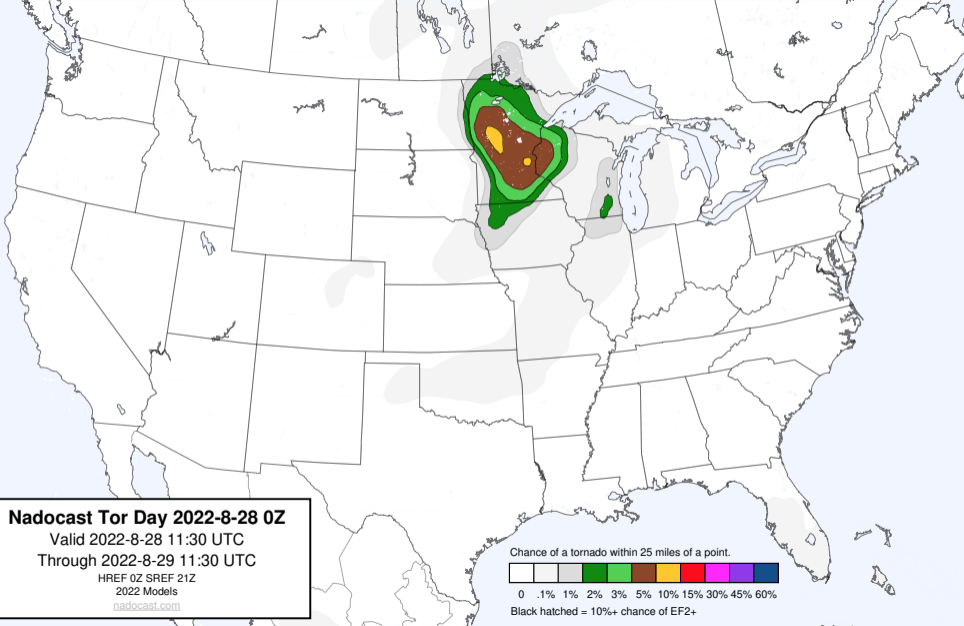 Nadocast Tor Day 2022-8-28 0Z
Valid 2022-8-28 11:30 UTC
Through 2022-8-29 11:30 UTC
HREF 0Z SREF 21Z
2022 Models
nadocast.com
Chance of a tornado within 25 miles of a point.
0 .1% 1% 2% 3% 5% 10% 15% 30% 45% 60%
Black hatched = 10%+ chance of EF2+